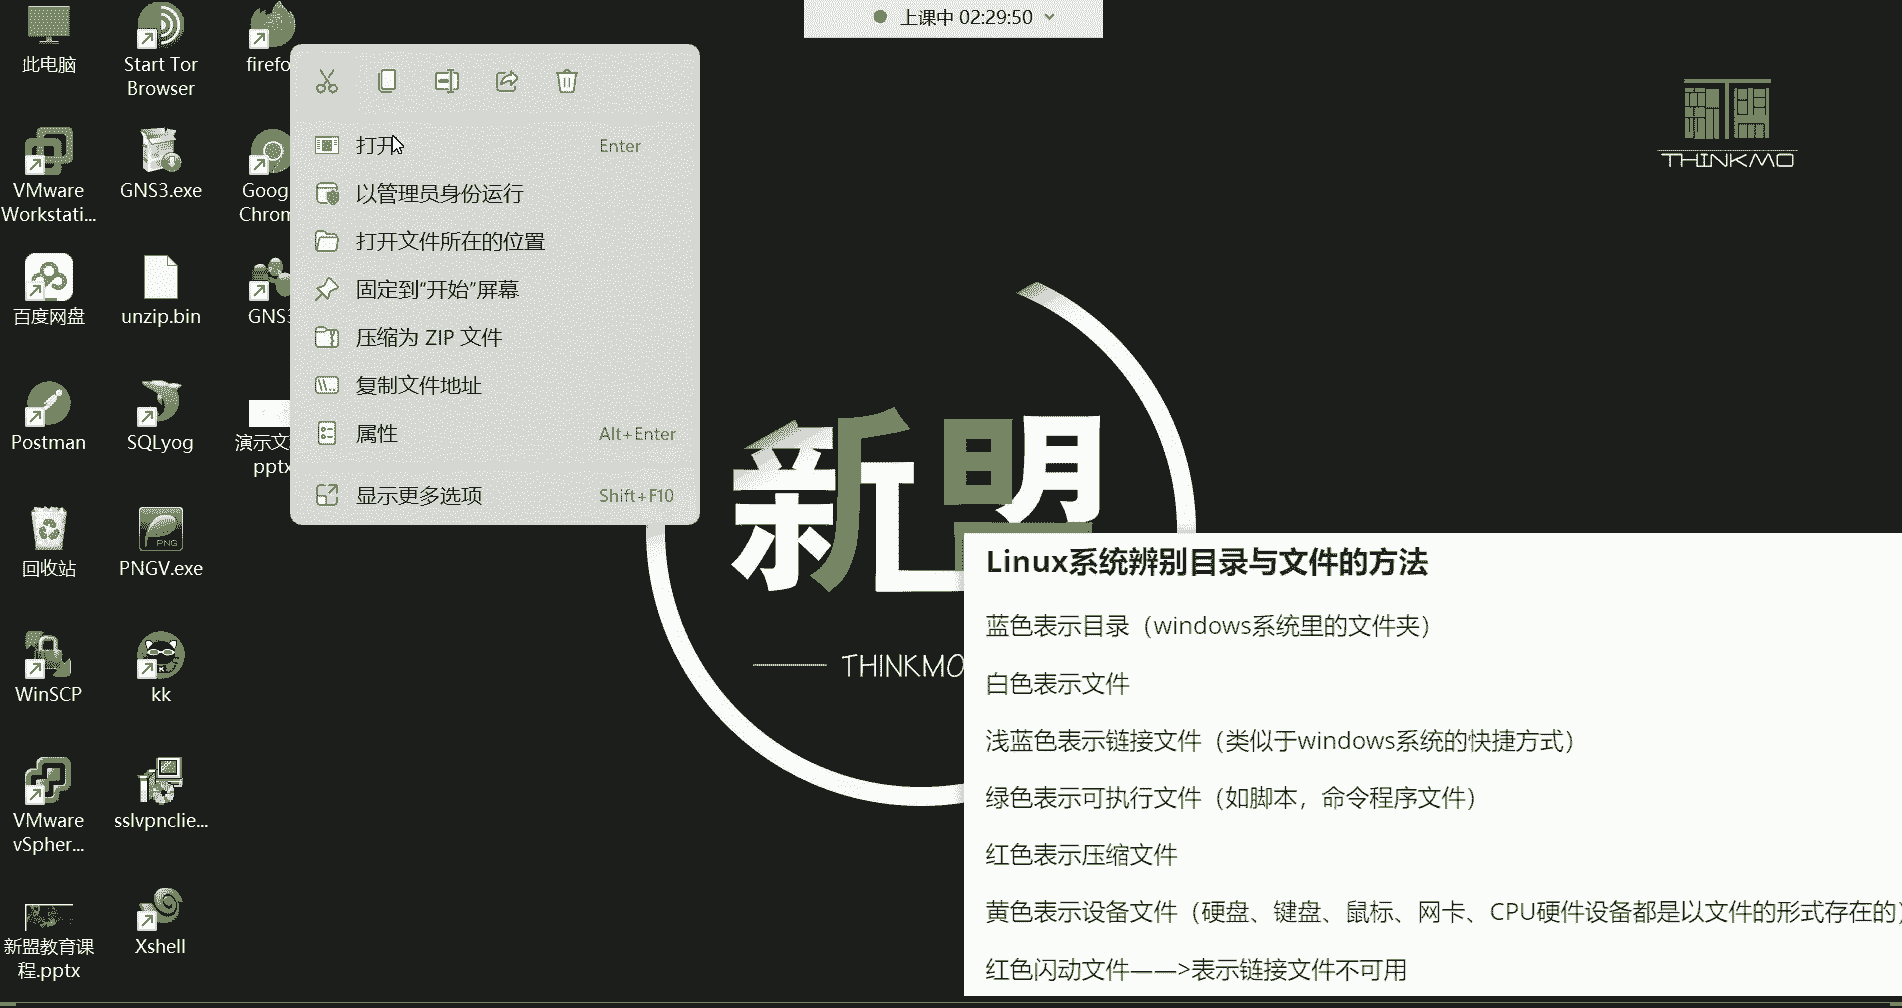 上课中 02:29:50
此电脑
Start Tor
Browser
firefo
VMware
Workstati...
GNS3.exe
Goog
Chrom
百度网盘
unzip.bin
GNS3
Postman
SQLyog
演示文
pptx
回收站
PNGV.exe
PNG
WinSCP
kk
VMware
vSpher...
sslvpnclie...
新盟教育课
程.pptx
Xshell
打开 Enter
以管理员身份运行
打开文件所在的位置
固定到"开始"屏幕
压缩为 ZIP 文件
复制文件地址
属性 Alt+Enter
显示更多选项 Shift+F10
THINKMO
新盟
THINKMO
Linux系统辨别目录与文件的方法
蓝色表示目录（windows系统里的文件夹）
白色表示文件
浅蓝色表示链接文件（类似于windows系统的快捷方式）
绿色表示可执行文件（如脚本，命令程序文件）
红色表示压缩文件
黄色表示设备文件（硬盘、键盘、鼠标、网卡、CPU硬件设备都是以文件的形式存在的）
红色闪动文件——>表示链接文件不可用